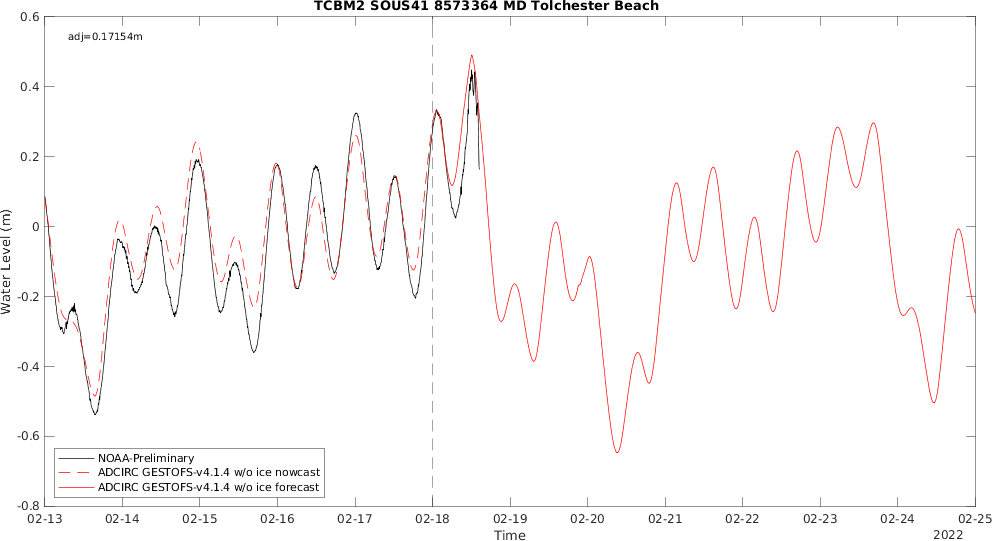 TCBM2 SOUS41 8573364 MD Tolchester Beach
adj=0.17154m
0.6
0.4
0.2
0
-0.2
-0.4
-0.6
-0.8
Water Level (m)
NOAA-Preliminary
ADCIRC GESTOFS-v4.1.4 w/o ice nowcast
ADCIRC GESTOFS-v4.1.4 w/o ice forecast
02-13 02-14 02-15 02-16 02-17 02-18 02-19 02-20 02-21 02-22 02-23 02-24 02-25
Time
2022